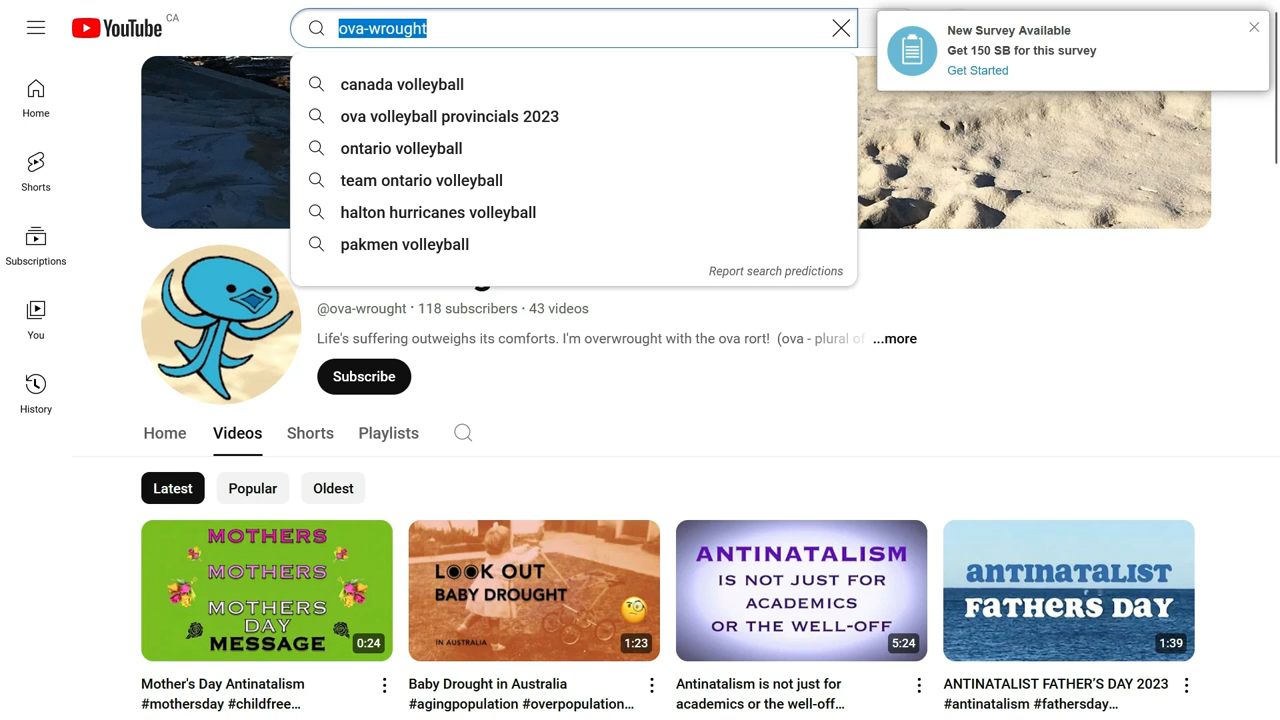 YouTube CA
ova-wrought
New Survey Available
Get 150 SB for this survey
Get Started
canada volleyball
ova volleyball provincials 2023
ontario volleyball
team ontario volleyball
halton hurricanes volleyball
pakmen volleyball
Report search predictions
Home
Shorts
Subscriptions
You
History
@ova-wrought · 118 subscribers · 43 videos
Life's suffering outweighs its comforts. I'm overwrought with the ova rort! (ova - plural of ...more
Subscribe
Home Videos Shorts Playlists
Latest Popular Oldest
MOTHERS
MOTHERS
MOTHERS
DAY
MESSAGE
0:24
LOOK OUT
BABY DROUGHT
IN AUSTRALIA
1:23
ANTINATALISM
IS NOT JUST FOR
ACADEMICS
OR THE WELL-OFF
5:24
ANTINATALIST
FATHERS DAY
1:39
Mother's Day Antinatalism
#mothersday #childfree...
Baby Drought in Australia
#agingpopulation #overpopulation...
Antinatalism is not just for
academics or the well-off...
ANTINATALIST FATHER'S DAY 2023
#antinatalism #fathersday...